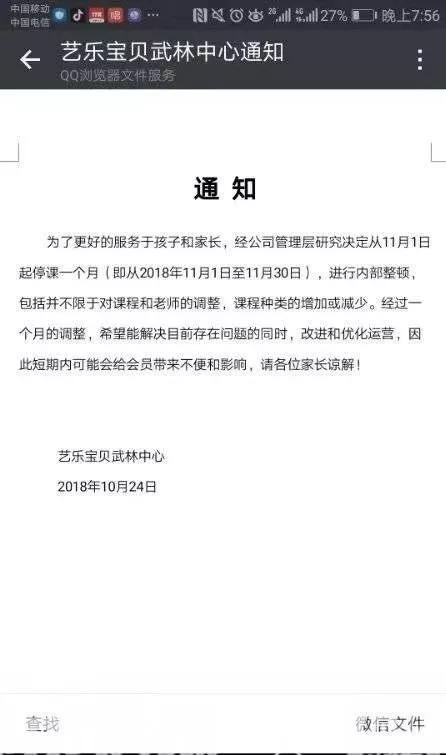 中国移动
中国电信
2G 4G 27% 晚上7:56
艺乐宝贝武林中心通知
QQ浏览器文件服务
通 知
为了更好的服务于孩子和家长，经公司管理层研究决定从11月1日
起停课一个月（即从2018年11月1日至11月30日），进行内部整顿，
包括并不限于对课程和老师的调整，课程种类的增加或减少。经过一
个月的调整，希望能解决目前存在问题的同时，改进和优化运营，因
此短期内可能会给会员带来不便和影响，请各位家长谅解！
艺乐宝贝武林中心
2018年10月24日
查找
微信文件